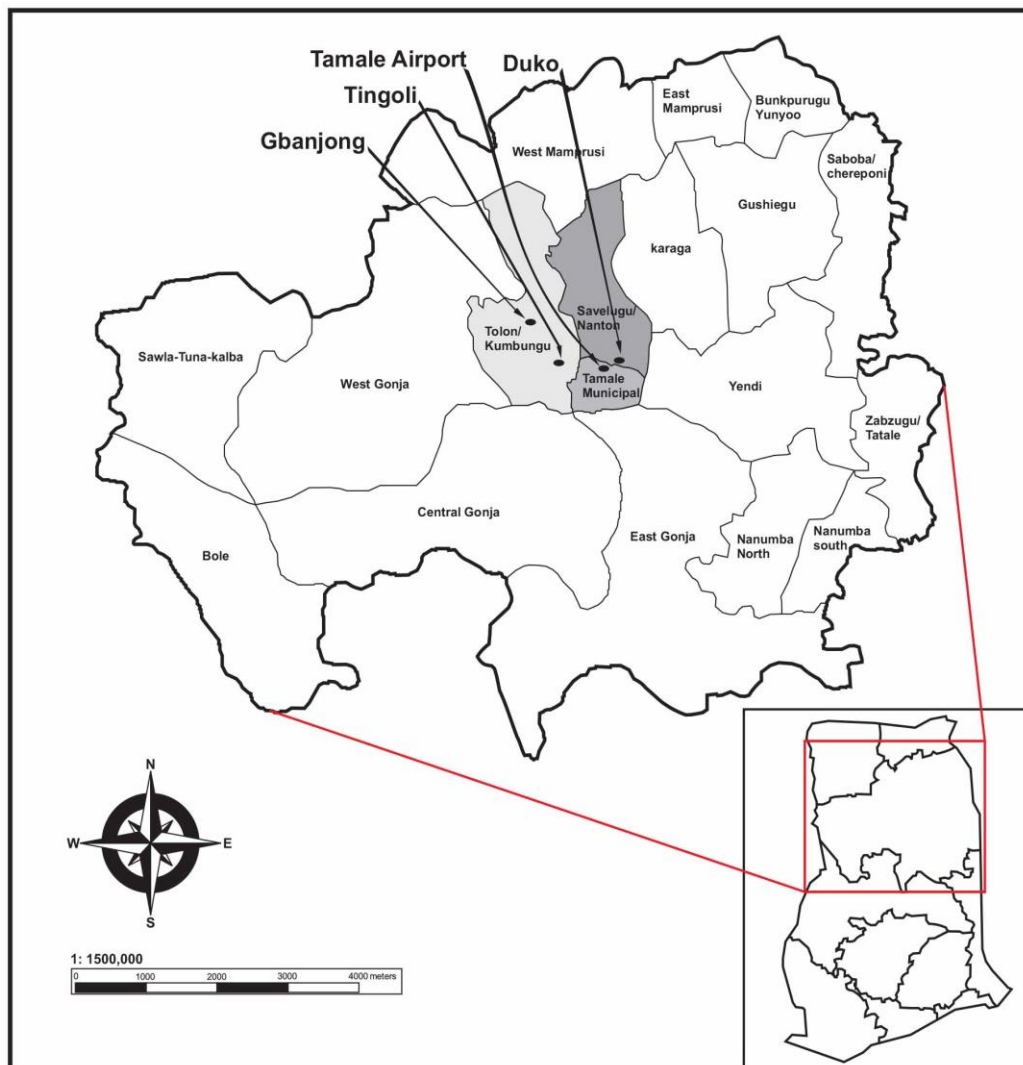 Tamale Airport
Duko
Tingoli
Gbanjong
East
Mamprusi
Bunkpurugu
Yunyoo
West Mamprusi
Saboba/
chereponi
Gushiegu
karaga
Savelugu/
Nanton
Tolon/
Kumbungu
Sawla-Tuna-kalba
West Gonja
Tamale
Municipal
Yendi
Zabzugu/
Tatale
Central Gonja
East Gonja
Nanumba
North
Nanumba
south
Bole
N
W
E
S
1: 1500,000
0 1000 2000 3000 4000 meters